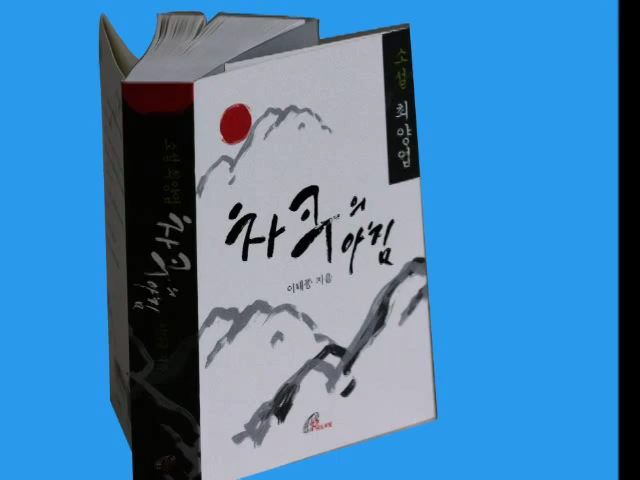 소설 최양업
차쿠의
아침
이태종 지음